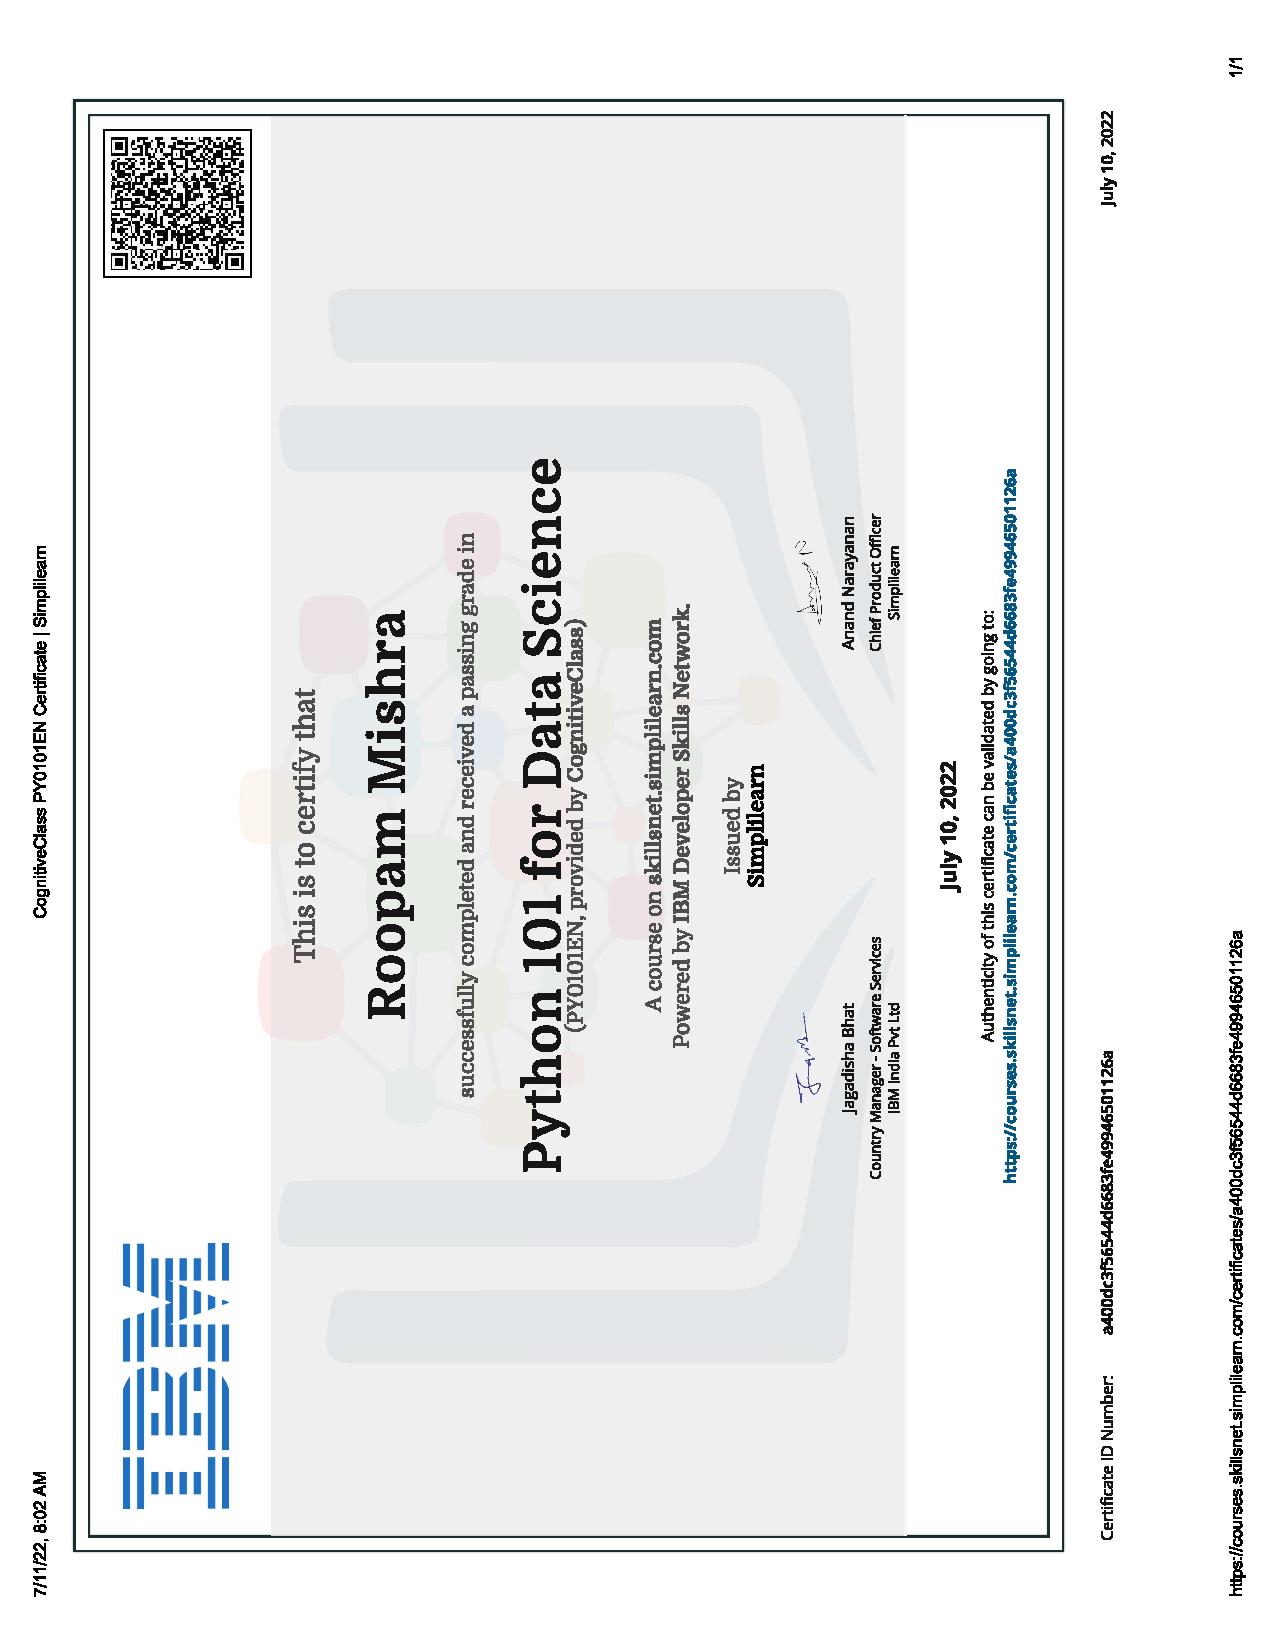 7/11/22, 8:02 AM
CognitiveClass PY0101EN Certificate | Simplilearn
IBM
This is to certify that
Roopam Mishra
successfully completed and received a passing grade in
Python 101 for Data Science
(PY0101EN, provided by CognitiveClass)
A course on skillsnet.simplilearn.com
Powered by IBM Developer Skills Network.
Issued by
Simplilearn
Jagadisha Bhat
Country Manager - Software Services
IBM India Pvt Ltd
Anand Narayanan
Chief Product Officer
Simplilearn
July 10, 2022
Authenticity of this certificate can be validated by going to:
https://courses.skillsnet.simplilearn.com/certificates/a400dc3f56544d6683fe49946501126a
Certificate ID Number: a400dc3f56544d6683fe49946501126a
July 10, 2022
https://courses.skillsnet.simplilearn.com/certificates/a400dc3f56544d6683fe49946501126a
1/1